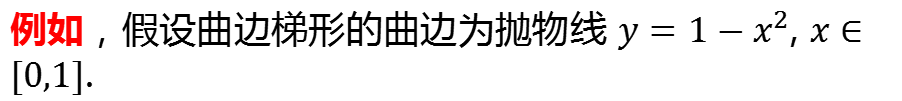 例如，假设曲边梯形的曲边为抛物线 y = 1 − x², x ∈
[0,1].